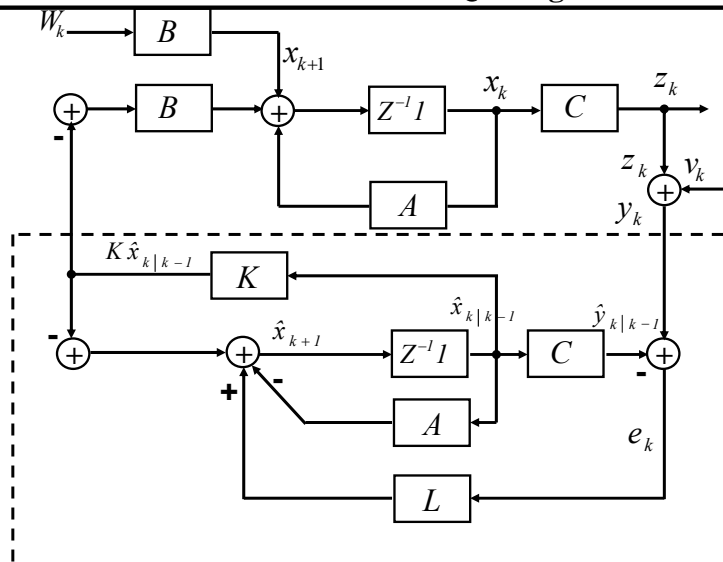 W_k B
x_{k+1}
x_k z_k
+ B + Z^{-1}I C
-
z_k v_k
A +
y_k
K x̂_{k|k-1} K
x̂_{k+1} x̂_{k|k-1} ŷ_{k|k-1}
-
+ + Z^{-1}I C +
+ - -
A
e_k
L